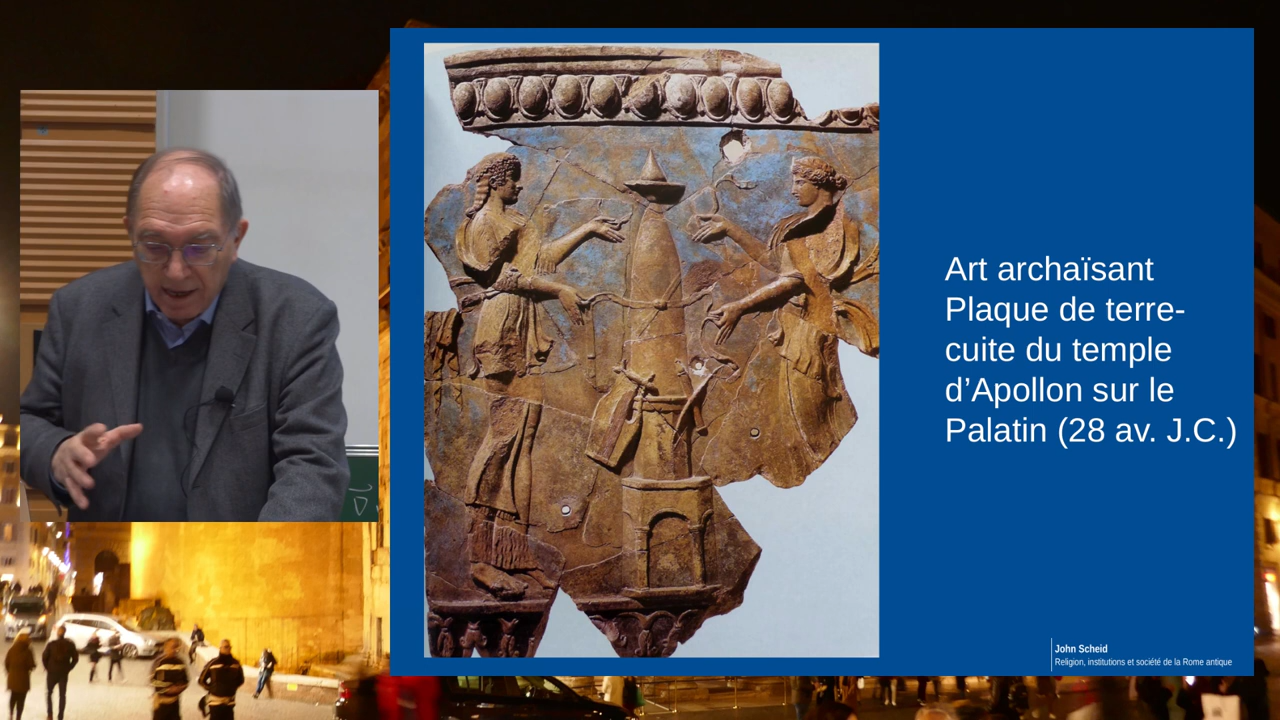 Art archaïsant
Plaque de terre-
cuite du temple
d’Apollon sur le
Palatin (28 av. J.C.)
John Scheid
Religion, institutions et société de la Rome antique